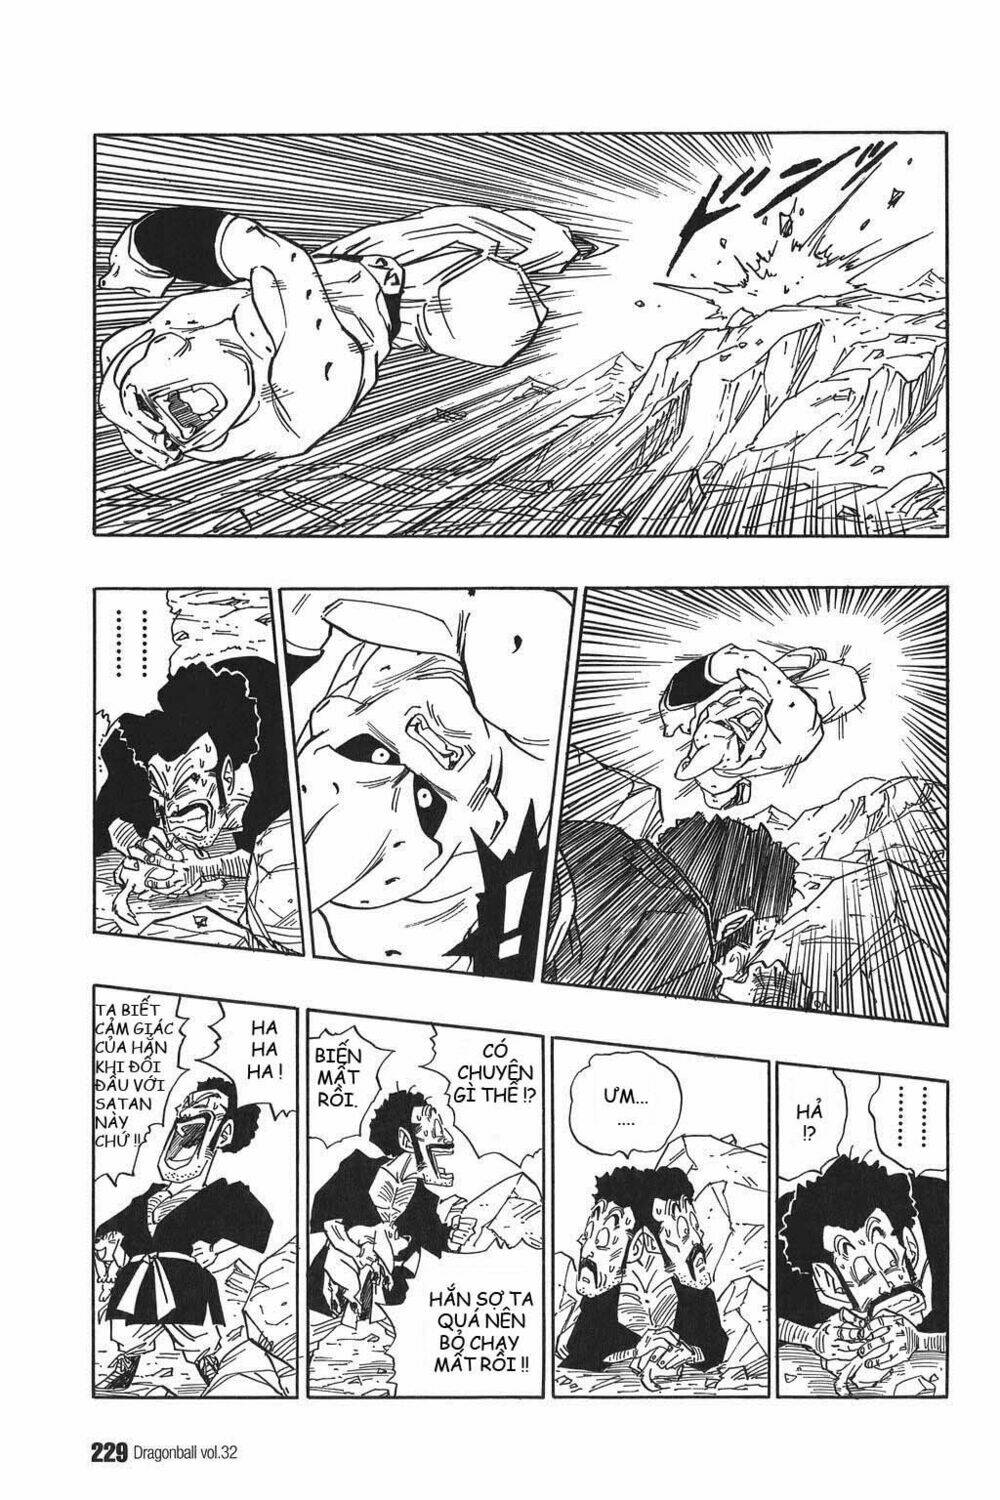 ドンッ
!
………
………
HẢ
!?
ƯM...
....
CÓ
CHUYỆN
GÌ THẾ !?
BIẾN
MẤT
RỒI.
HẮN SỢ TA
QUÁ NÊN
BỎ CHẠY
MẤT RỒI !!
HA
HA
HA !
TA BIẾT
CẢM GIÁC
CỦA HẮN
KHI ĐỐI
ĐẦU VỚI
SATAN
NÀY
CHỨ !!
229 Dragonball vol.32